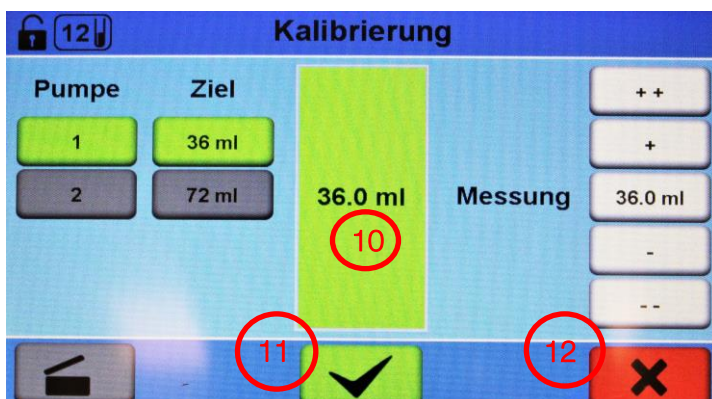 12
Kalibrierung
Pumpe Ziel
1 36 ml
2 72 ml
36.0 ml
10
Messung
+ +
+
36.0 ml
-
- -
11
12